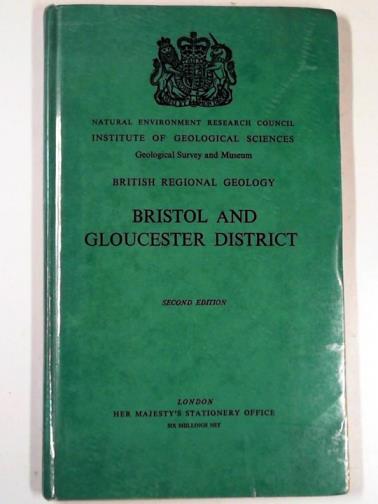 NATURAL ENVIRONMENT RESEARCH COUNCIL
INSTITUTE OF GEOLOGICAL SCIENCES
Geological Survey and Museum
BRITISH REGIONAL GEOLOGY
BRISTOL AND
GLOUCESTER DISTRICT
SECOND EDITION
LONDON
HER MAJESTY'S STATIONERY OFFICE
SIX SHILLINGS NET